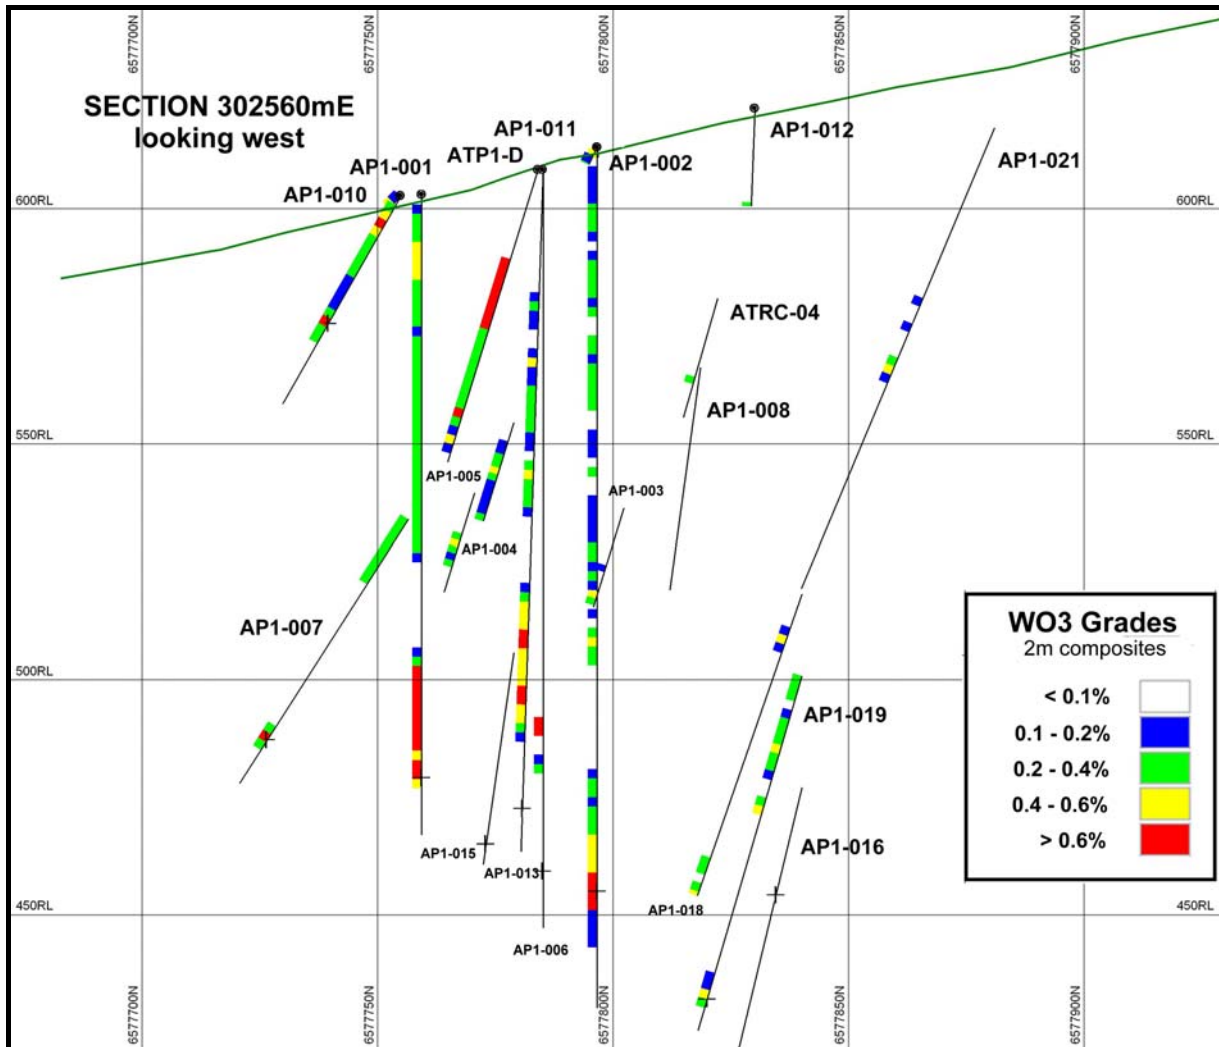 6577700N
6577750N
6577800N
6577850N
6577900N
SECTION 302560mE
looking west
AP1-011
AP1-012
ATP1-D
AP1-002
AP1-021
AP1-001
AP1-010
600RL
600RL
ATRC-04
AP1-008
550RL
550RL
AP1-005
AP1-003
AP1-004
AP1-007
WO3 Grades
2m composites
< 0.1%
0.1 - 0.2%
0.2 - 0.4%
0.4 - 0.6%
> 0.6%
500RL
500RL
AP1-019
AP1-016
AP1-015
AP1-013
AP1-018
450RL
450RL
AP1-006
6577700N
6577750N
6577800N
6577850N
6577900N